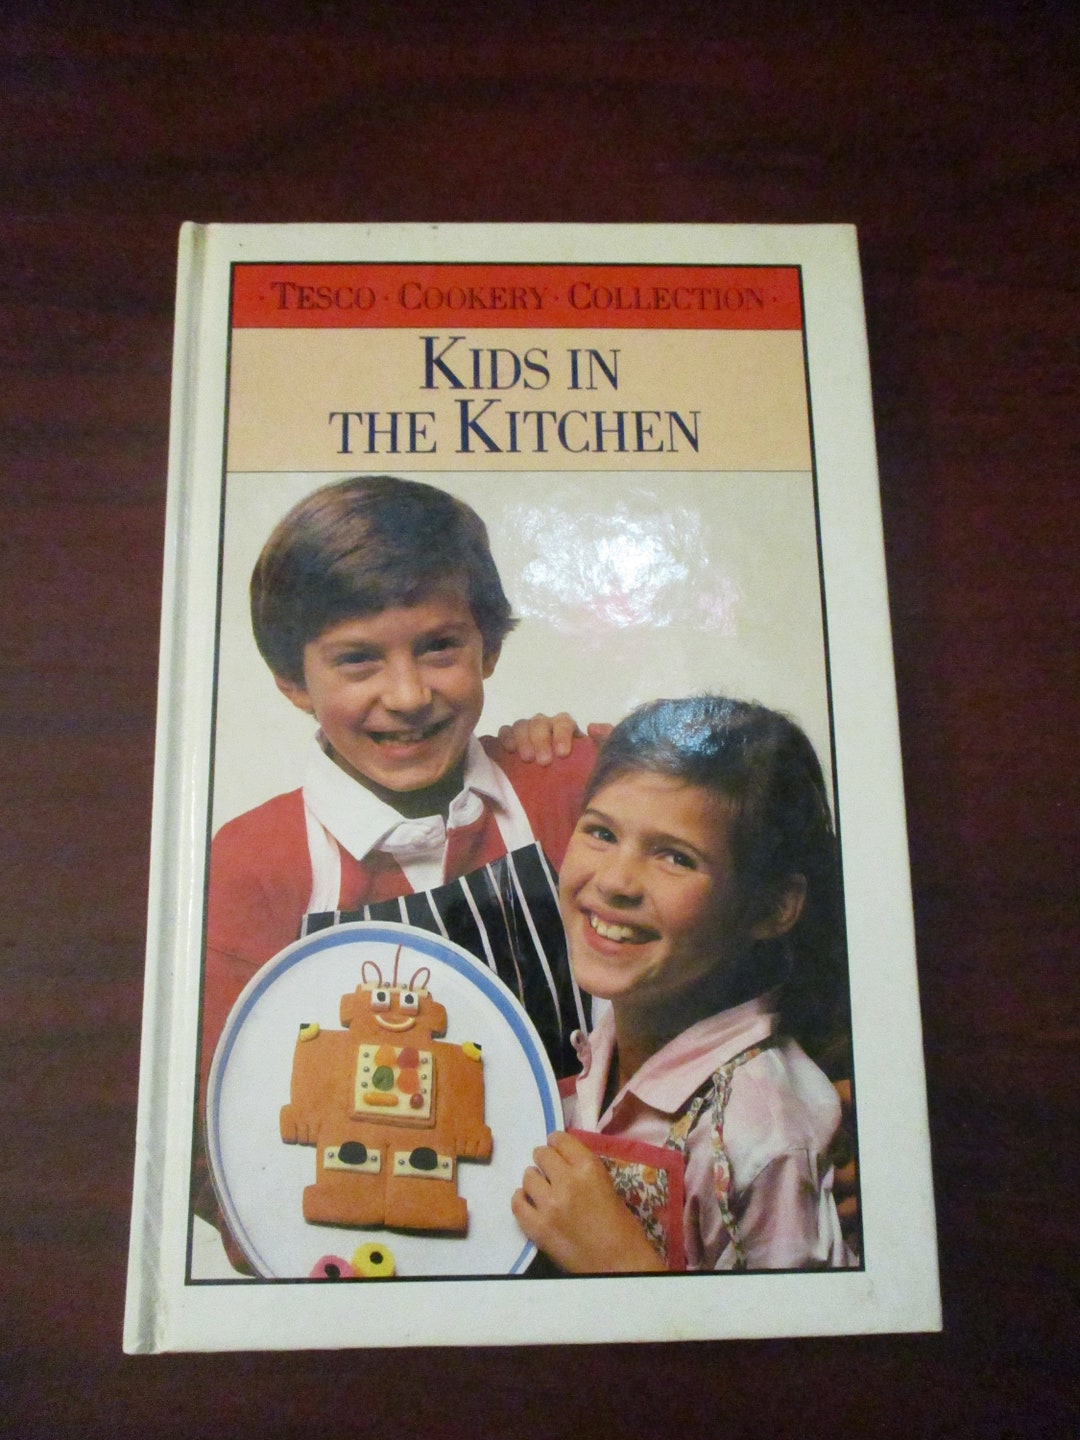 · TESCO · COOKERY · COLLECTION ·
KIDS IN
THE KITCHEN